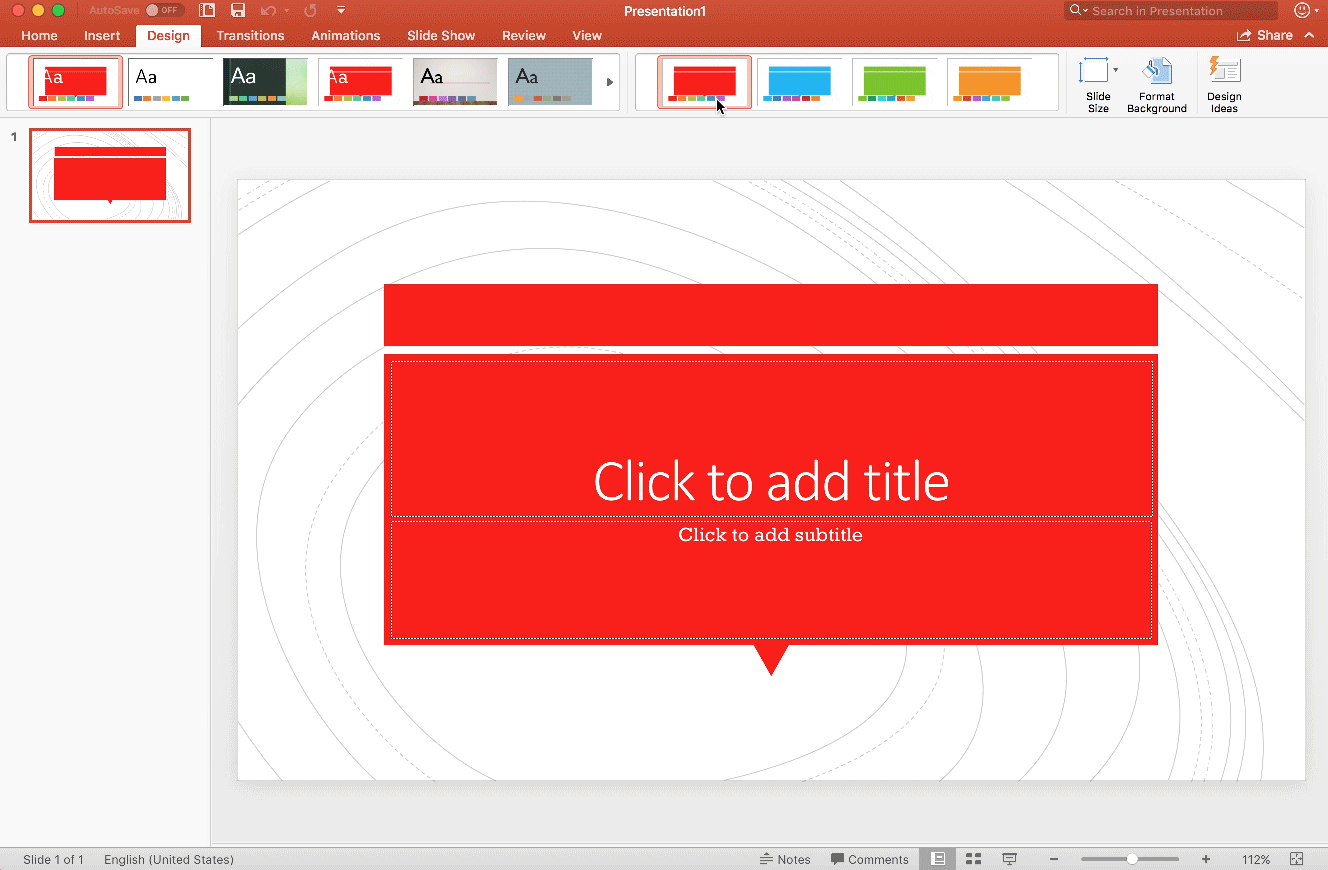 AutoSave OFF
Presentation1
Search in Presentation
Home Insert Design Transitions Animations Slide Show Review View
Share
Aa Aa Aa Aa Aa Aa
Slide
Size
Format
Background
Design
Ideas
1
Click to add title
Click to add subtitle
Slide 1 of 1 English (United States)
Notes Comments 112%